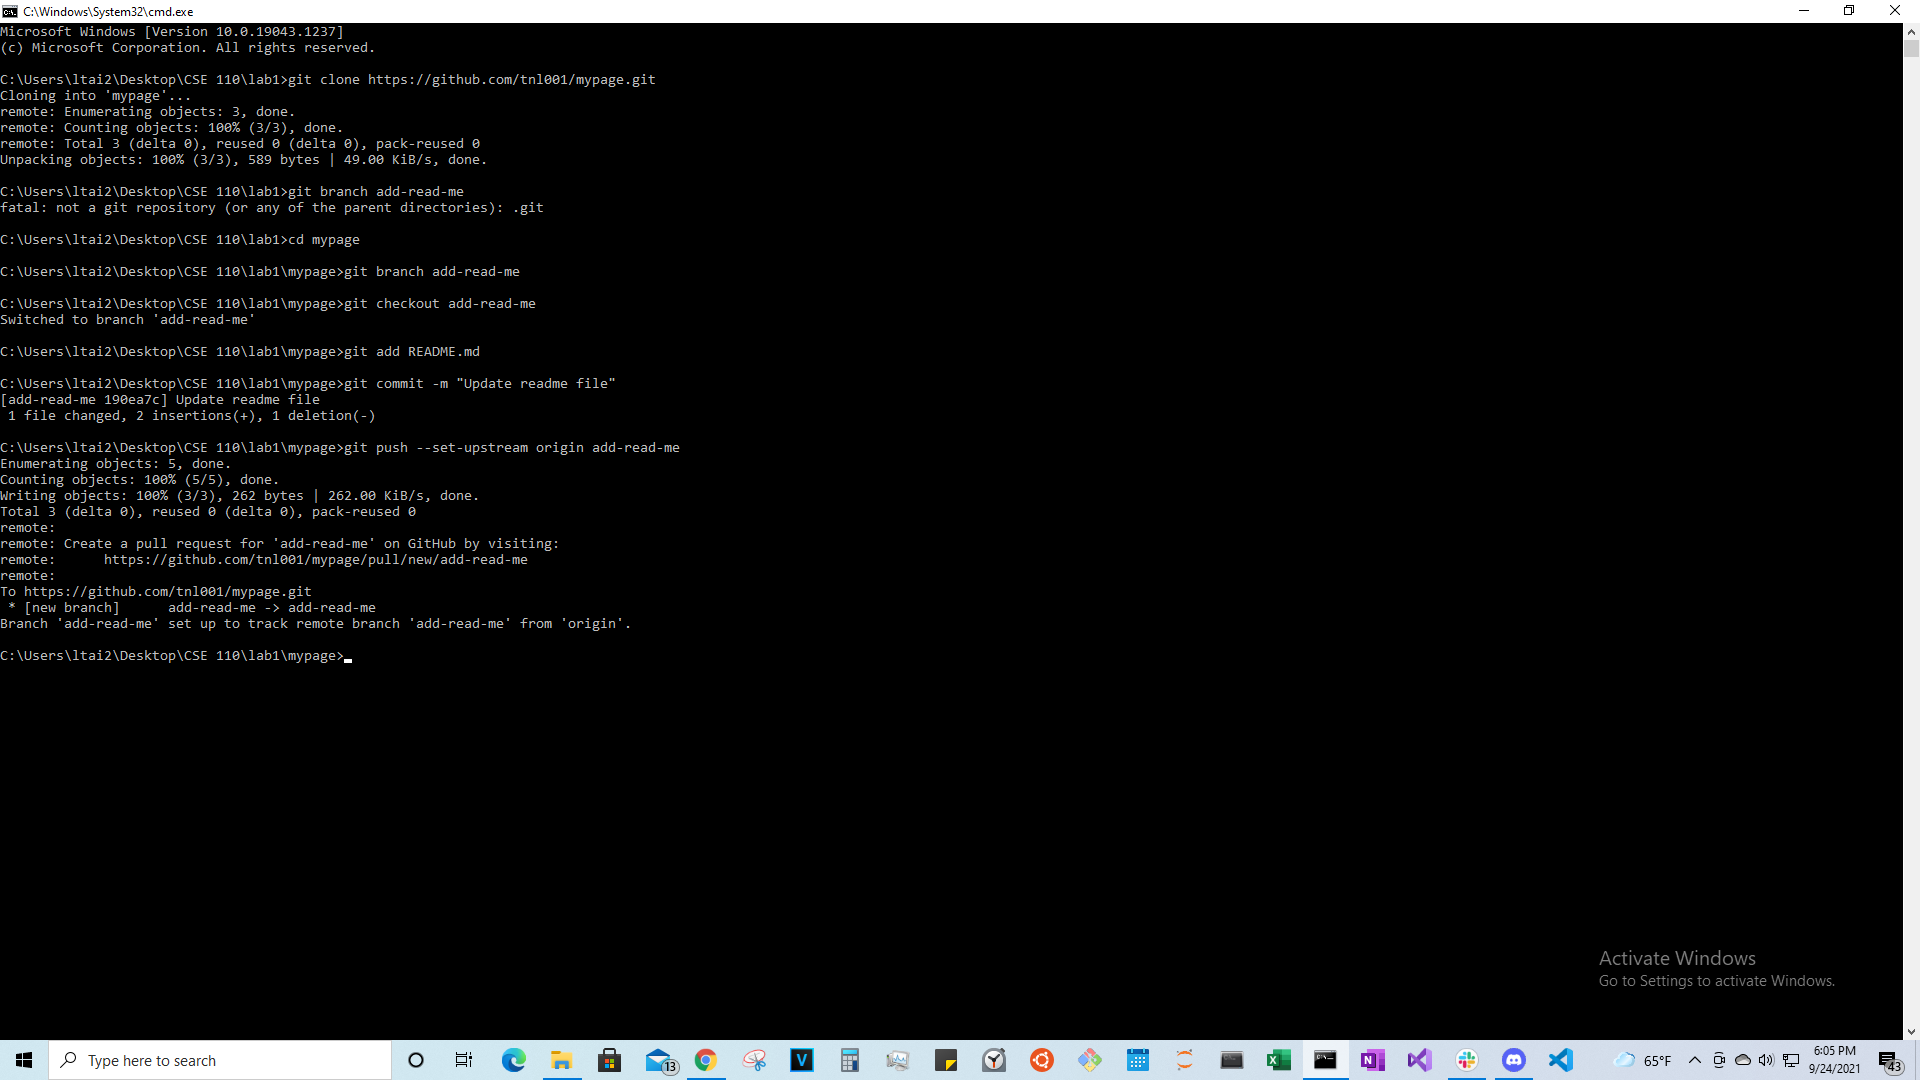 C:\Windows\System32\cmd.exe
Microsoft Windows [Version 10.0.19043.1237]
(c) Microsoft Corporation. All rights reserved.
C:\Users\ltai2\Desktop\CSE 110\lab1>git clone https://github.com/tnl001/mypage.git
Cloning into 'mypage'...
remote: Enumerating objects: 3, done.
remote: Counting objects: 100% (3/3), done.
remote: Total 3 (delta 0), reused 0 (delta 0), pack-reused 0
Unpacking objects: 100% (3/3), 589 bytes | 49.00 KiB/s, done.
C:\Users\ltai2\Desktop\CSE 110\lab1>git branch add-read-me
fatal: not a git repository (or any of the parent directories): .git
C:\Users\ltai2\Desktop\CSE 110\lab1>cd mypage
C:\Users\ltai2\Desktop\CSE 110\lab1\mypage>git branch add-read-me
C:\Users\ltai2\Desktop\CSE 110\lab1\mypage>git checkout add-read-me
Switched to branch 'add-read-me'
C:\Users\ltai2\Desktop\CSE 110\lab1\mypage>git add README.md
C:\Users\ltai2\Desktop\CSE 110\lab1\mypage>git commit -m "Update readme file"
[add-read-me 190ea7c] Update readme file
 1 file changed, 2 insertions(+), 1 deletion(-)
C:\Users\ltai2\Desktop\CSE 110\lab1\mypage>git push --set-upstream origin add-read-me
Enumerating objects: 5, done.
Counting objects: 100% (5/5), done.
Writing objects: 100% (3/3), 262 bytes | 262.00 KiB/s, done.
Total 3 (delta 0), reused 0 (delta 0), pack-reused 0
remote:
remote: Create a pull request for 'add-read-me' on GitHub by visiting:
remote:      https://github.com/tnl001/mypage/pull/new/add-read-me
remote:
To https://github.com/tnl001/mypage.git
 * [new branch]      add-read-me -> add-read-me
Branch 'add-read-me' set up to track remote branch 'add-read-me' from 'origin'.
C:\Users\ltai2\Desktop\CSE 110\lab1\mypage>
Activate Windows
Go to Settings to activate Windows.
Type here to search
13
65°F
6:05 PM
9/24/2021
43